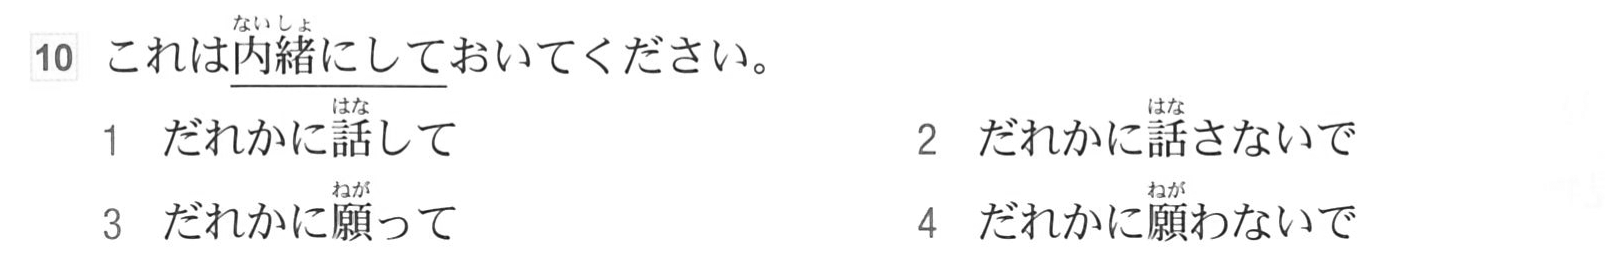 10 これは内緒にしておいてください。
ないしょ
1 だれかに話して 2 だれかに話さないで
はな はな
3 だれかに願って 4 だれかに願わないで
ねが ねが